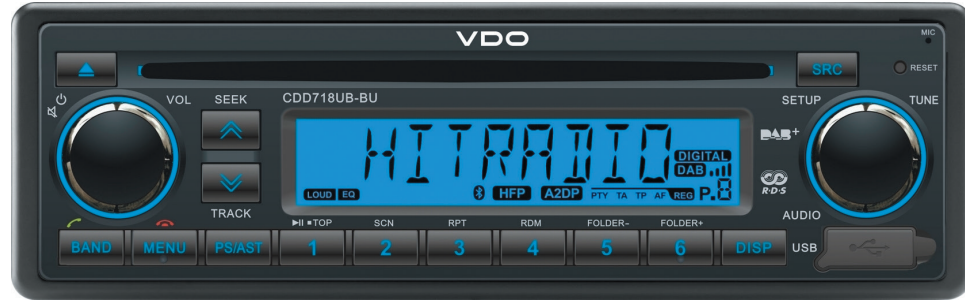 VDO
MIC
SRC
RESET
VOL
SEEK
CDD718UB-BU
SETUP
TUNE
HITRADIO
DIGITAL
DAB
DAB+
LOUD EQ
HFP A2DP PTY TA TP AF REG P.8
R·D·S
TRACK
AUDIO
▶II ■TOP SCN RPT RDM FOLDER- FOLDER+
BAND MENU PS/AST 1 2 3 4 5 6 DISP USB